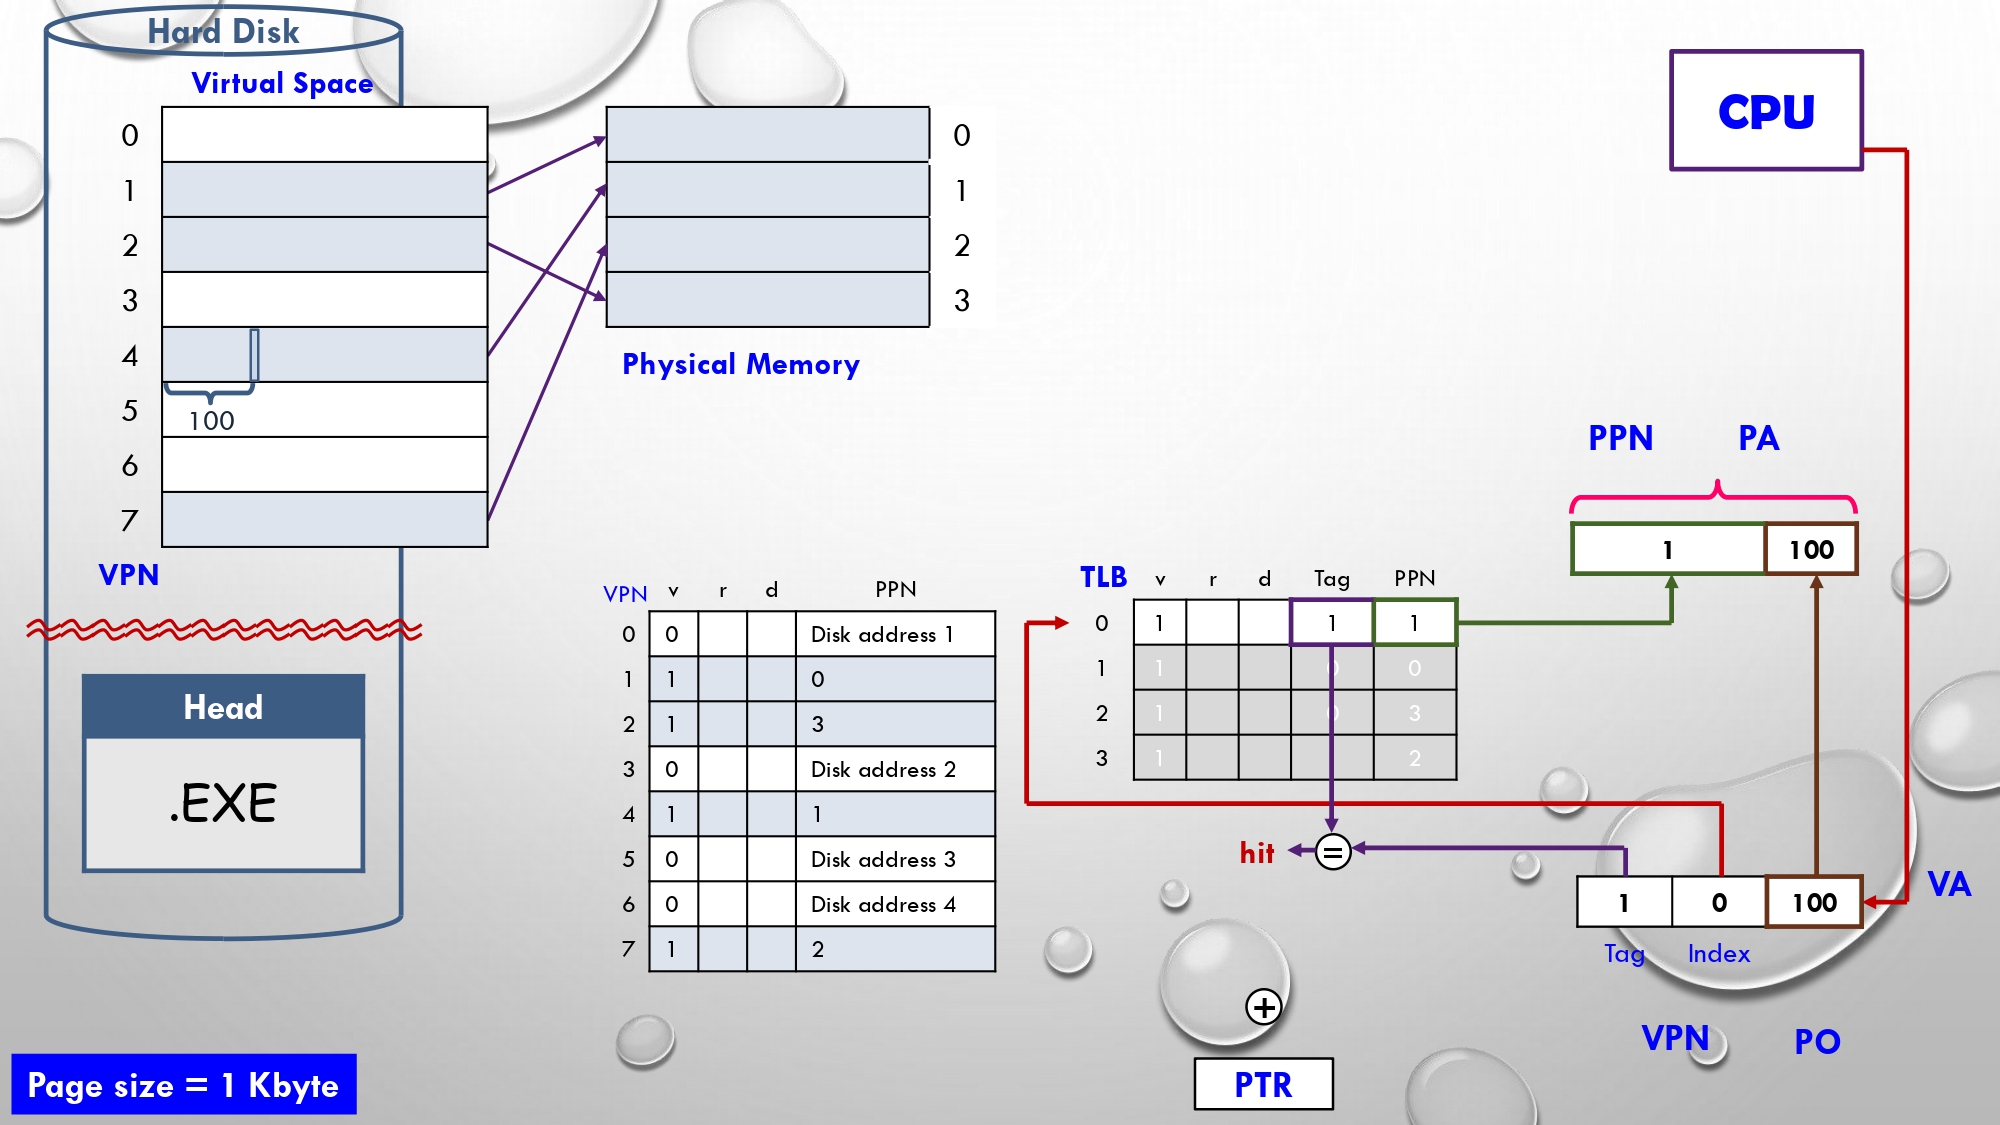 Hard Disk
Virtual Space
CPU
0 0
1 1
2 2
3 3
4
Physical Memory
5 100
6
7
PPN PA
1 100
VPN
VPN v r d PPN
0 0 Disk address 1
1 1 0
2 1 3
3 0 Disk address 2
4 1 1
5 0 Disk address 3
6 0 Disk address 4
7 1 2
TLB v r d Tag PPN
0 1 1 1
1 1 0 0
2 1 0 3
3 1 2
Head
.EXE
hit =
VA
1 0 100
Tag Index
+
VPN PO
PTR
Page size = 1 Kbyte